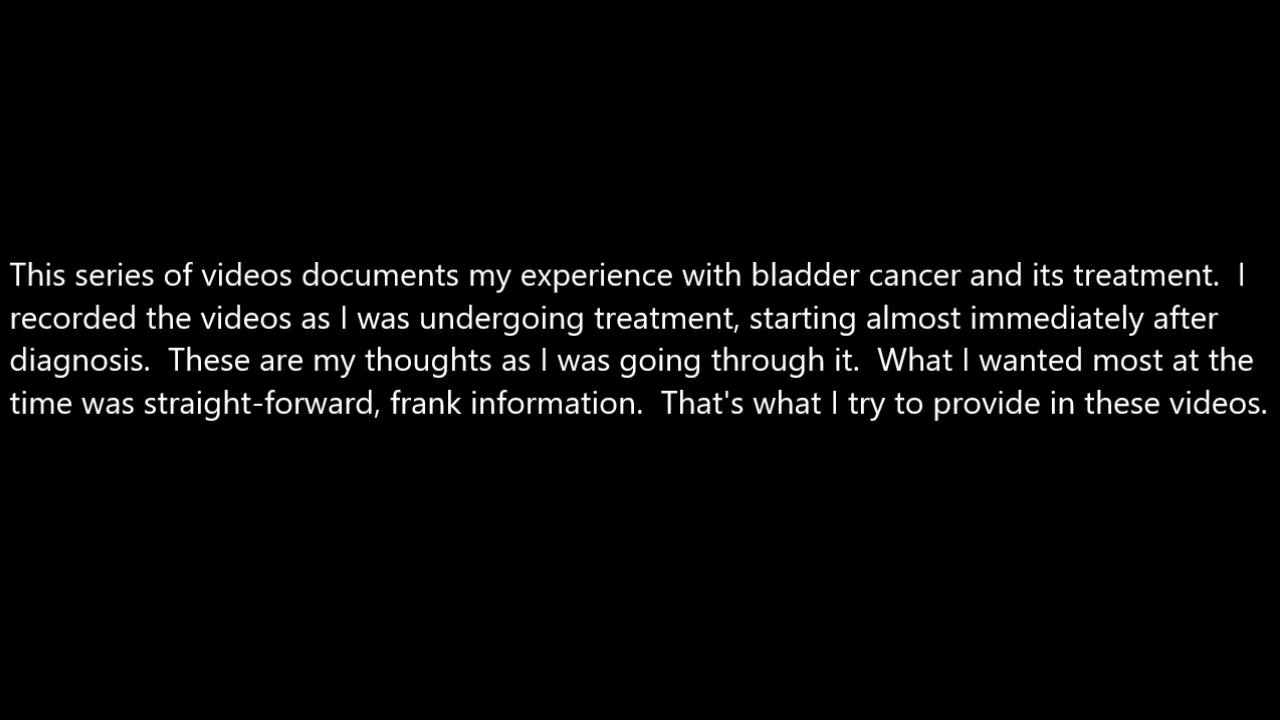 This series of videos documents my experience with bladder cancer and its treatment.  I
recorded the videos as I was undergoing treatment, starting almost immediately after
diagnosis.  These are my thoughts as I was going through it.  What I wanted most at the
time was straight-forward, frank information.  That's what I try to provide in these videos.